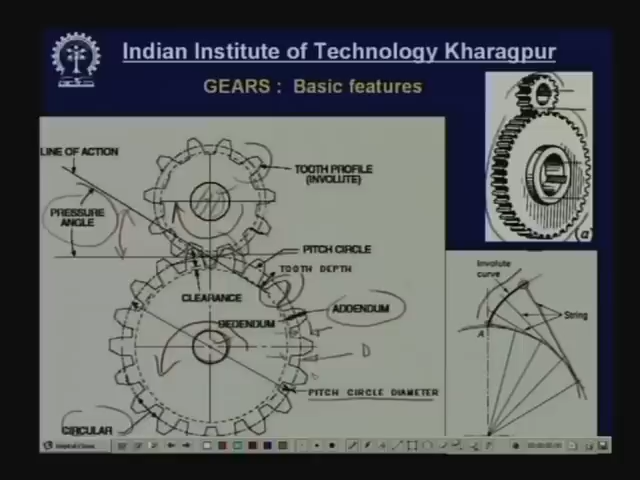 Indian Institute of Technology Kharagpur
GEARS : Basic features
LINE OF ACTION
TOOTH PROFILE
(INVOLUTE)
PRESSURE
ANGLE
PITCH CIRCLE
TOOTH DEPTH
CLEARANCE
ADDENDUM
DEDENDUM
D
PITCH CIRCLE DIAMETER
CIRCULAR
(a)
Involute
curve
String
A